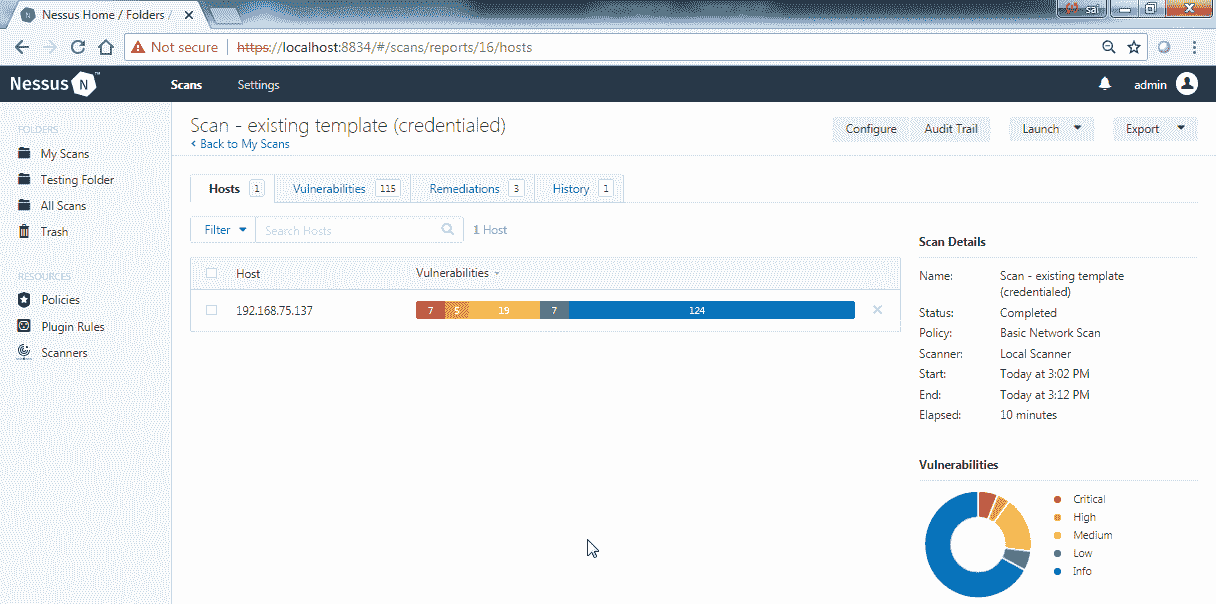 Nessus Home / Folders /
sai
Not secure | https://localhost:8834/#/scans/reports/16/hosts
Nessus N ™ Scans Settings admin
FOLDERS
My Scans
Testing Folder
All Scans
Trash
RESOURCES
Policies
Plugin Rules
Scanners
Scan - existing template (credentialed)
Back to My Scans
Configure Audit Trail Launch Export
Hosts 1 Vulnerabilities 115 Remediations 3 History 1
Filter Search Hosts 1 Host
Host Vulnerabilities
192.168.75.137 7 5 19 7 124
Scan Details
Name: Scan - existing template
(credentialed)
Status: Completed
Policy: Basic Network Scan
Scanner: Local Scanner
Start: Today at 3:02 PM
End: Today at 3:12 PM
Elapsed: 10 minutes
Vulnerabilities
Critical
High
Medium
Low
Info